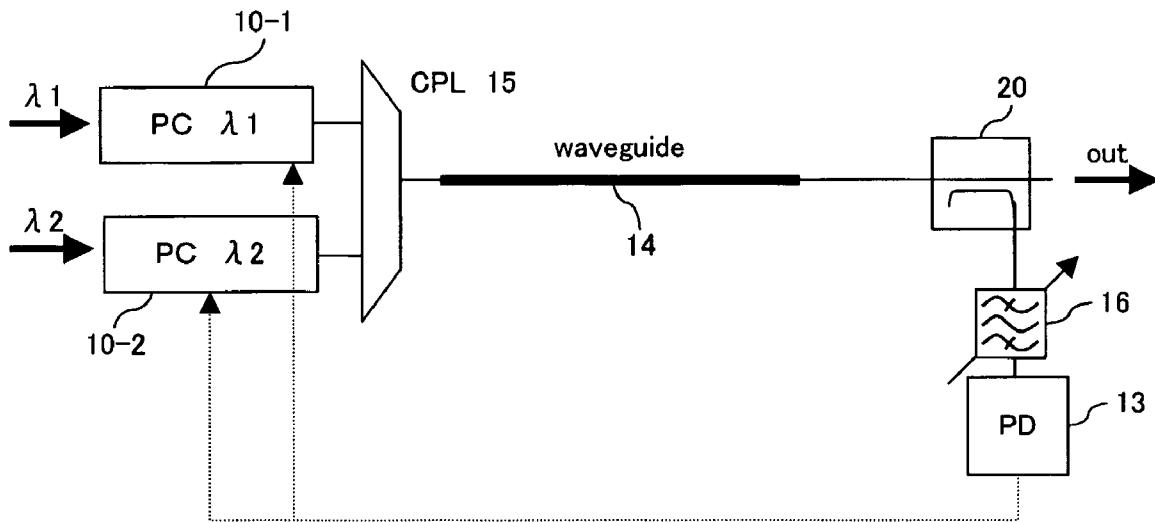 10-1
λ1
PC λ1
CPL 15
20
waveguide
out
λ2
PC λ2
14
10-2
16
13
PD